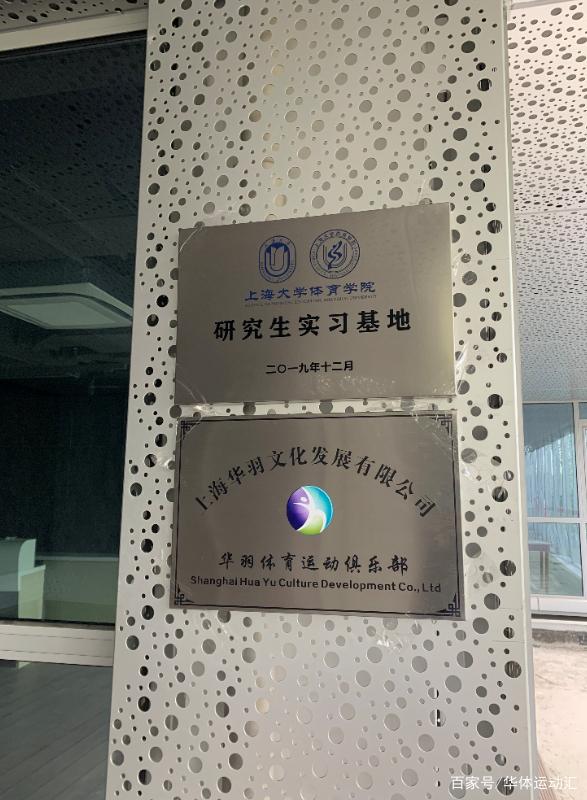 上海大学体育学院
研究生实习基地
二〇一九年十二月
上海华羽文化发展有限公司
华羽体育运动俱乐部
Shanghai Hua Yu Culture Development Co., Ltd
百家号/华体运动汇